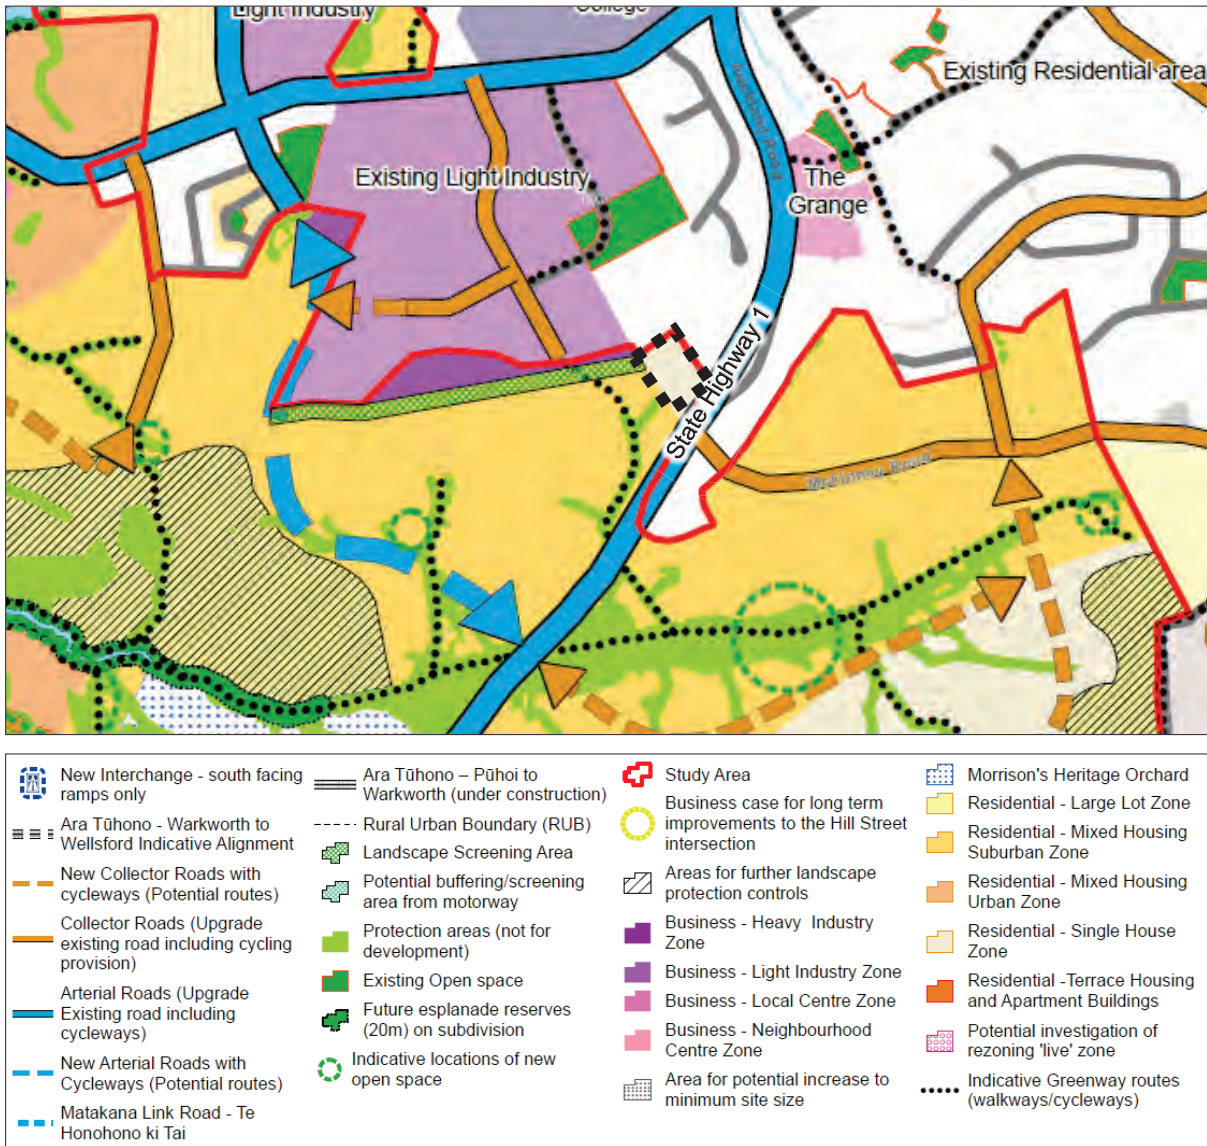 Light Industry
College
Existing Residential area
Auckland Road
Existing Light Industry
The
Grange
State Highway 1
McKinney Road
New Interchange - south facing
ramps only
Ara Tūhono - Warkworth to
Wellsford Indicative Alignment
New Collector Roads with
cycleways (Potential routes)
Collector Roads (Upgrade
existing road including cycling
provision)
Arterial Roads (Upgrade
Existing road including
cycleways)
New Arterial Roads with
Cycleways (Potential routes)
Matakana Link Road - Te
Honohono ki Tai
Ara Tūhono – Pūhoi to
Warkworth (under construction)
Rural Urban Boundary (RUB)
Landscape Screening Area
Potential buffering/screening
area from motorway
Protection areas (not for
development)
Existing Open space
Future esplanade reserves
(20m) on subdivision
Indicative locations of new
open space
Study Area
Business case for long term
improvements to the Hill Street
intersection
Areas for further landscape
protection controls
Business - Heavy Industry
Zone
Business - Light Industry Zone
Business - Local Centre Zone
Business - Neighbourhood
Centre Zone
Area for potential increase to
minimum site size
Morrison's Heritage Orchard
Residential - Large Lot Zone
Residential - Mixed Housing
Suburban Zone
Residential - Mixed Housing
Urban Zone
Residential - Single House
Zone
Residential -Terrace Housing
and Apartment Buildings
Potential investigation of
rezoning 'live' zone
Indicative Greenway routes
(walkways/cycleways)